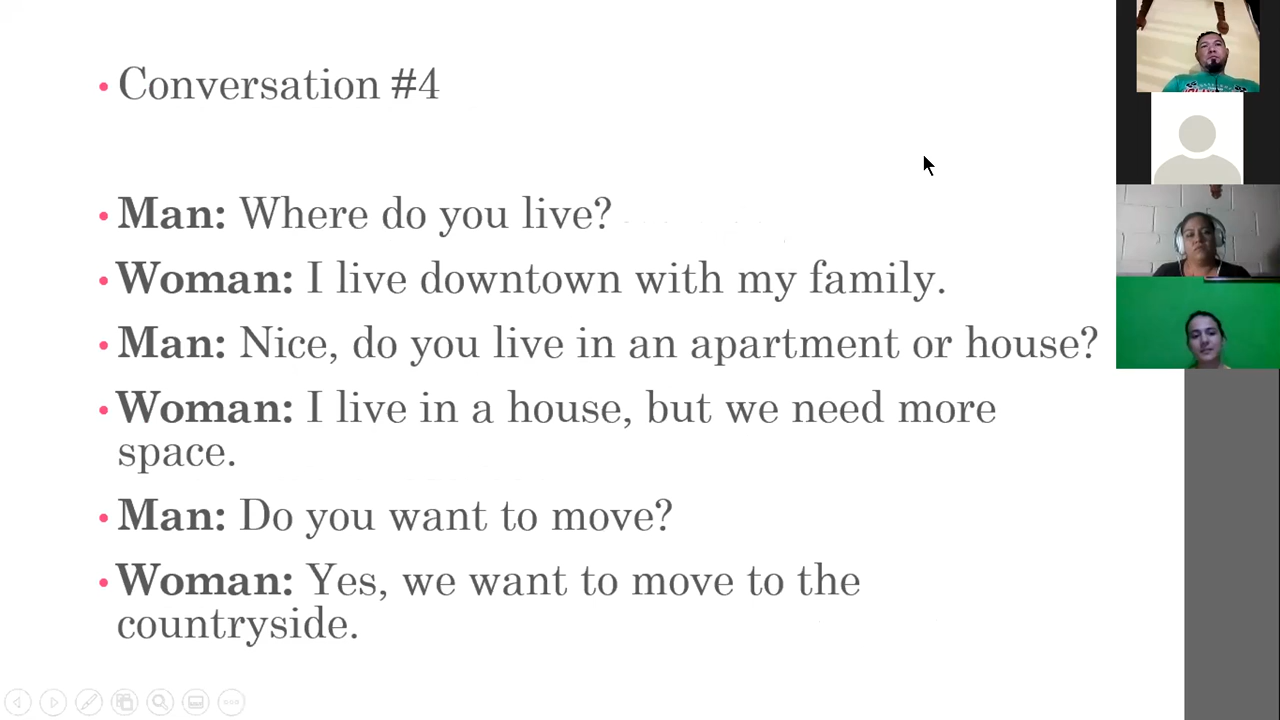 Conversation #4
Man: Where do you live?
Woman: I live downtown with my family.
Man: Nice, do you live in an apartment or house?
Woman: I live in a house, but we need more
space.
Man: Do you want to move?
Woman: Yes, we want to move to the
countryside.